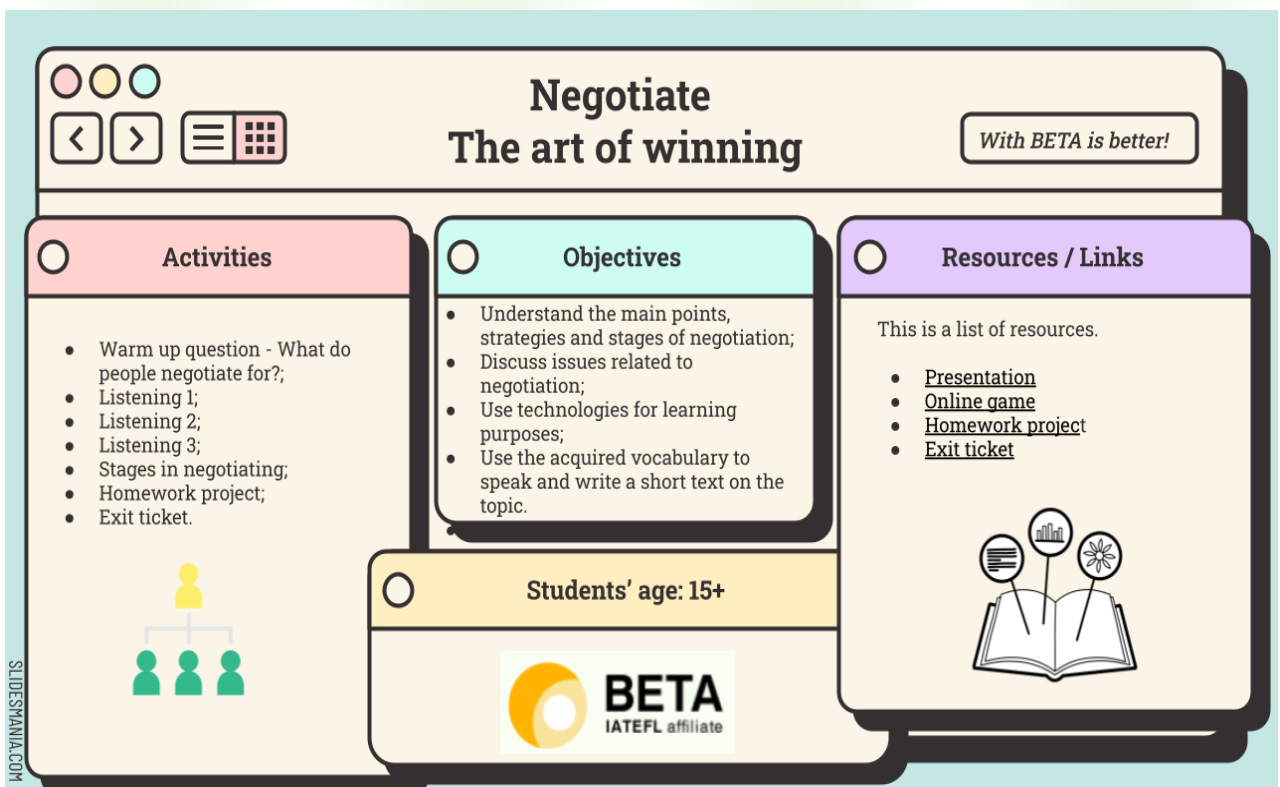 Negotiate
The art of winning
With BETA is better!
Activities
● Warm up question - What do
people negotiate for?;
● Listening 1;
● Listening 2;
● Listening 3;
● Stages in negotiating;
● Homework project;
● Exit ticket.
Objectives
● Understand the main points,
strategies and stages of negotiation;
● Discuss issues related to
negotiation;
● Use technologies for learning
purposes;
● Use the acquired vocabulary to
speak and write a short text on the
topic.
Students’ age: 15+
BETA
IATEFL affiliate
Resources / Links
This is a list of resources.
● Presentation
● Online game
● Homework project
● Exit ticket
SLIDESMANIA.COM